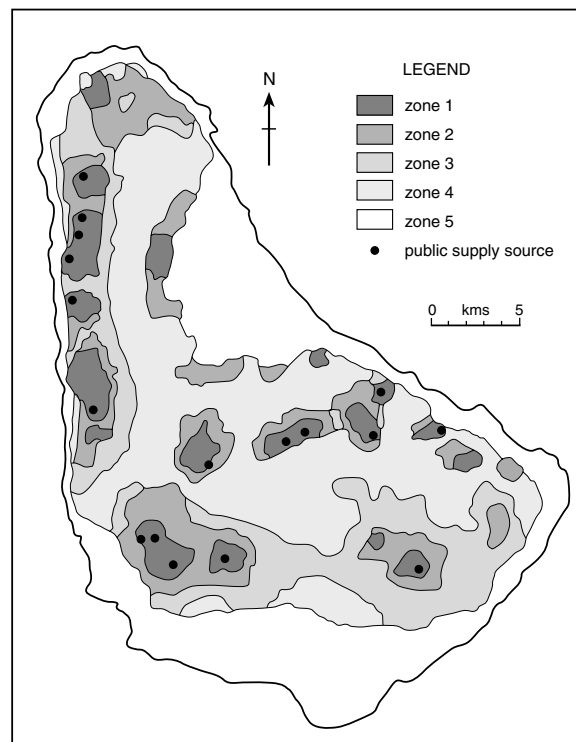 LEGEND
N
zone 1
zone 2
zone 3
zone 4
zone 5
public supply source
0 kms 5